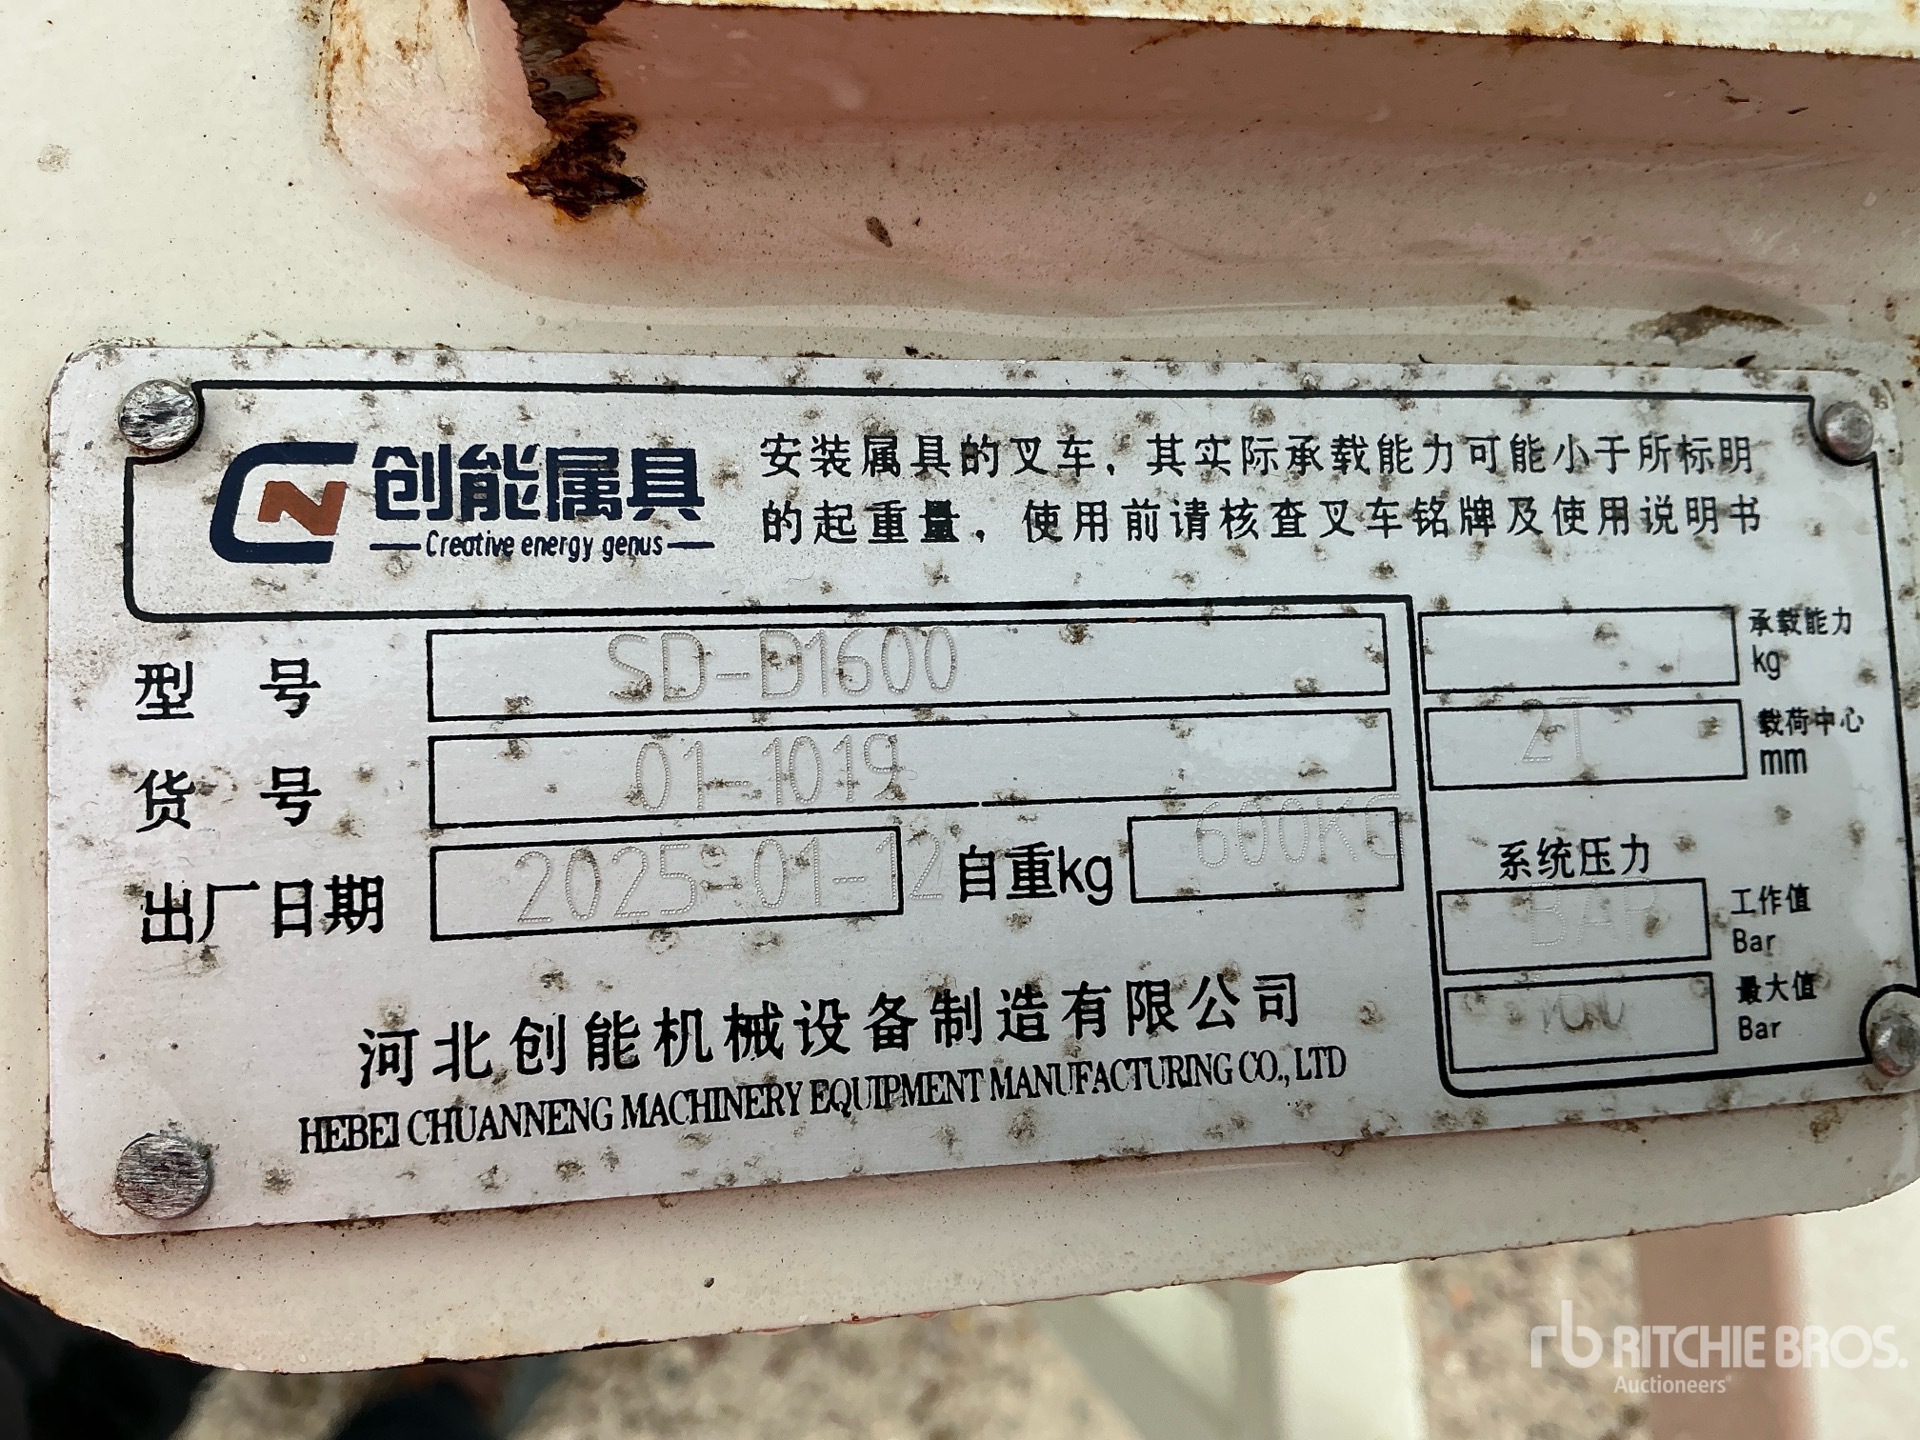 创能属具
Creative energy genus
安装属具的叉车，其实际承载能力可能小于所标明
的起重量，使用前请核查叉车铭牌及使用说明书
型 号 SD-D1600
货 号 01-1019
出厂日期 2025-01-12 自重kg 600KG
承载能力
kg
2T 载荷中心
mm
系统压力
BAR 工作值
Bar
最大值
Bar
河北创能机械设备制造有限公司
HEBEI CHUANNENG MACHINERY EQUIPMENT MANUFACTURING CO., LTD
rb RITCHIE BROS.
Auctioneers